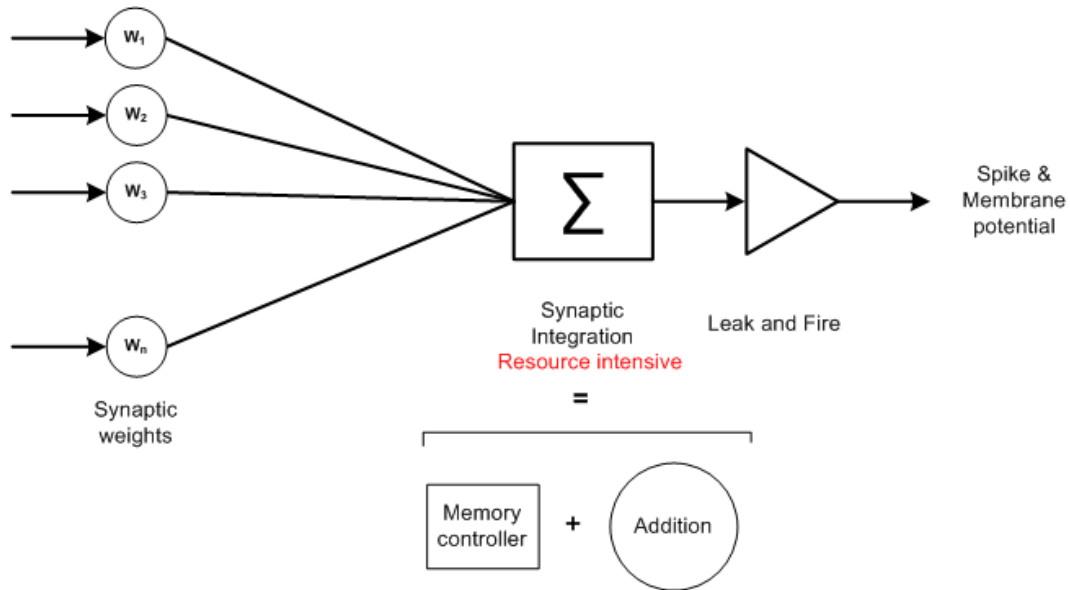 W₁
W₂
W₃
Wₙ
Synaptic
weights
Σ
Synaptic
Integration
Resource intensive
=
Leak and Fire
Spike &
Membrane
potential
Memory
controller
+
Addition